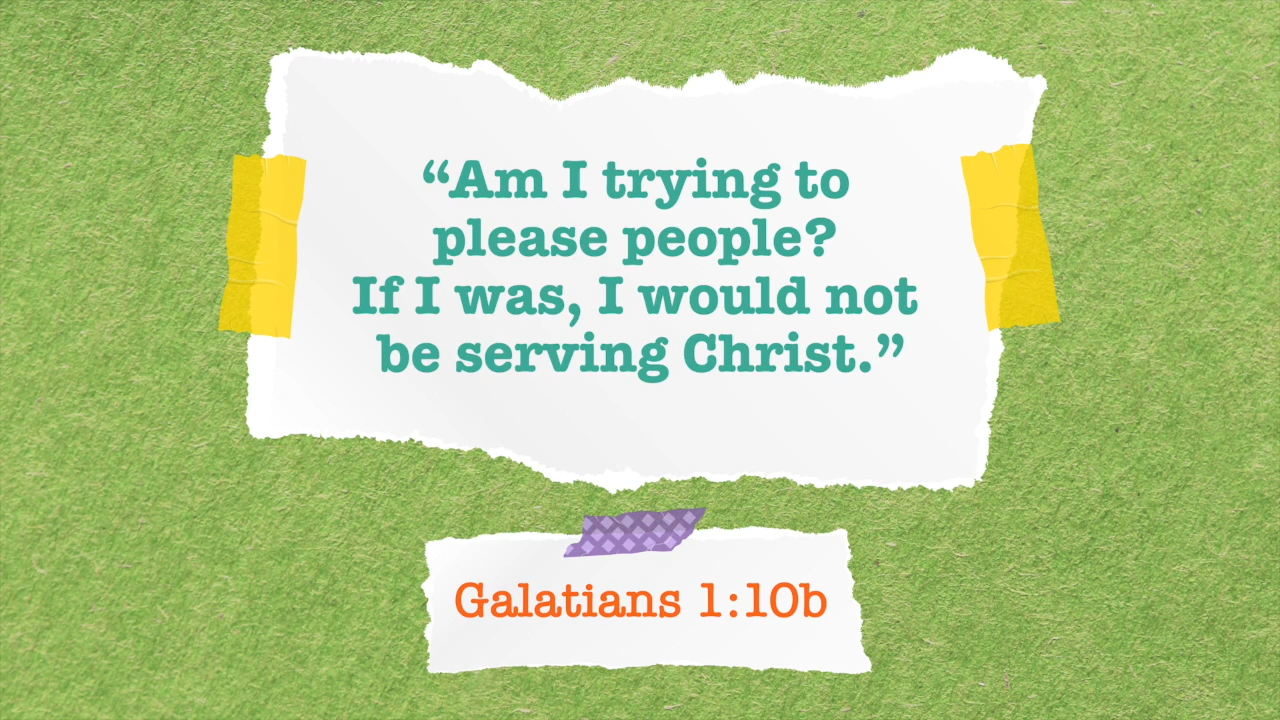 “Am I trying to
please people?
If I was, I would not
be serving Christ.”
Galatians 1:10b